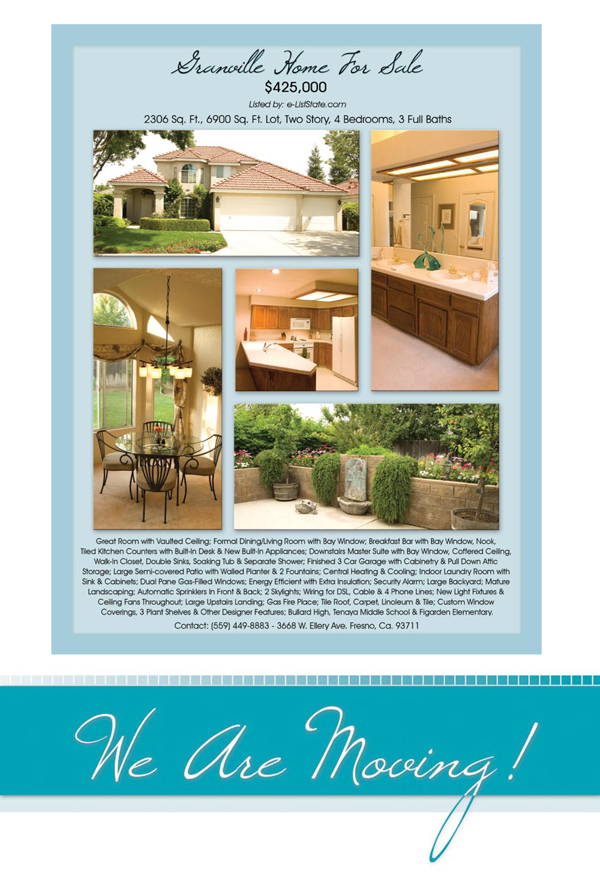 Granville Home For Sale
$425,000
Listed by: e-ListState.com
2306 Sq. Ft., 6900 Sq. Ft. Lot, Two Story, 4 Bedrooms, 3 Full Baths
Great Room with Vaulted Ceiling; Formal Dining/Living Room with Bay Window; Breakfast Bar with Bay Window, Nook,
Tiled Kitchen Counters with Built-In Desk & New Built-In Appliances; Downstairs Master Suite with Bay Window, Coffered Ceiling,
Walk-in Closet, Double Sinks, Soaking Tub & Separate Shower; Finished 3 Car Garage with Cabinetry & Pull Down Attic
Storage; Large Semi-covered Patio with Walled Planter & 2 Fountains; Central Heating & Cooling; Indoor Laundry Room with
Sink & Cabinets; Dual Pane Gas-Filled Windows; Energy Efficient with Extra Insulation; Security Alarm; Large Backyard; Mature
Landscaping; Automatic Sprinklers In Front & Back; 2 Skylights; Wiring for DSL, Cable & 4 Phone Lines; New Light Fixtures &
Ceiling Fans Throughout; Large Upstairs Landing; Gas Fire Place; Tile Roof, Carpet, Linoleum & Tile; Custom Window
Coverings, 3 Plant Shelves & Other Designer Features; Bullard High, Tenaya Middle School & Figarden Elementary.
Contact: (559) 449-8883 - 3668 W. Ellery Ave. Fresno, Ca. 93711
We Are Moving!